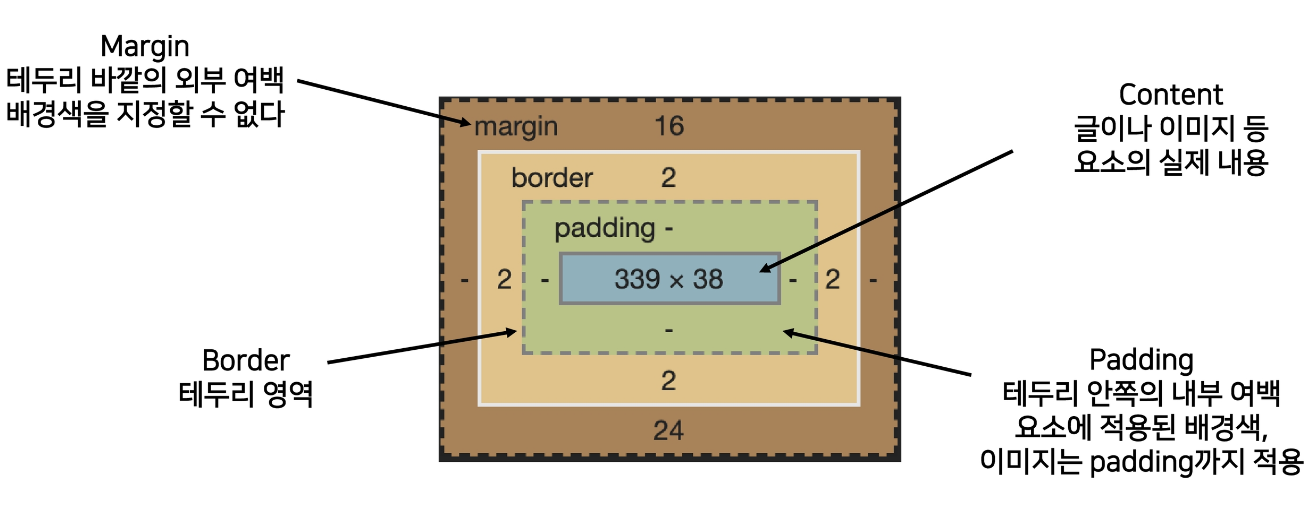 Margin
테두리 바깥의 외부 여백
배경색을 지정할 수 없다
Content
글이나 이미지 등
요소의 실제 내용
margin 16
border 2
padding -
- 2 - 339 × 38 - 2 -
-
2
24
Border
테두리 영역
Padding
테두리 안쪽의 내부 여백
요소에 적용된 배경색,
이미지는 padding까지 적용